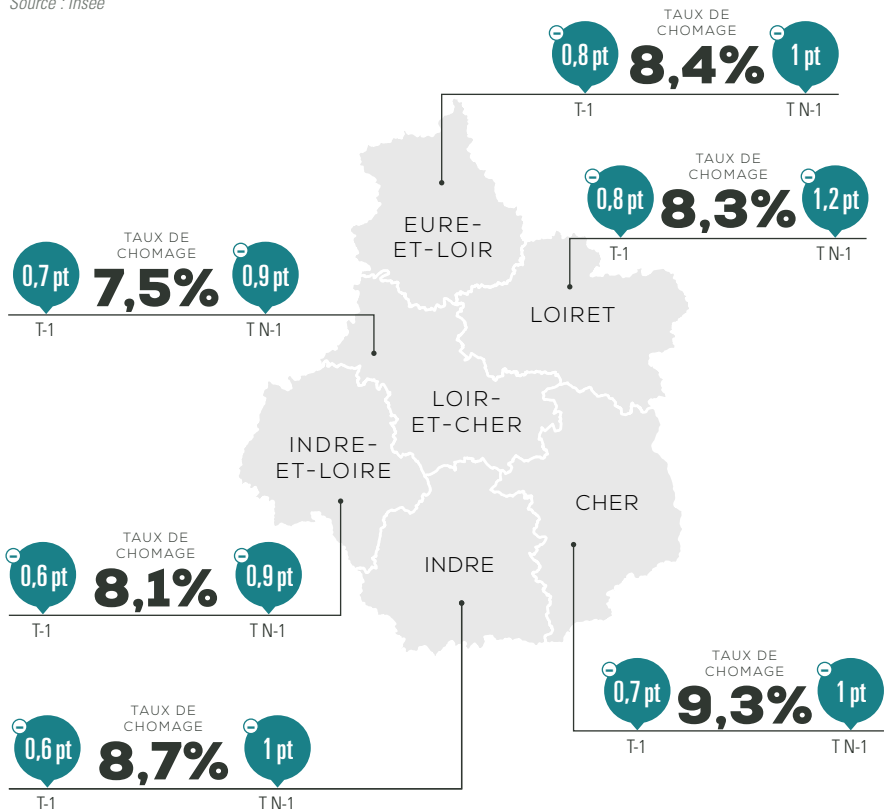 Source : Insee
TAUX DE
CHOMAGE
- 0,8 pt 8,4% - 1 pt
T-1 T N-1
TAUX DE
CHOMAGE
- 0,8 pt 8,3% - 1,2 pt
T-1 T N-1
EURE-
ET-LOIR
TAUX DE
CHOMAGE
0,7 pt 7,5% - 0,9 pt
T-1 T N-1
LOIRET
LOIR-
ET-CHER
INDRE-
ET-LOIRE
CHER
INDRE
TAUX DE
CHOMAGE
- 0,6 pt 8,1% - 0,9 pt
T-1 T N-1
TAUX DE
CHOMAGE
- 0,7 pt 9,3% - 1 pt
T-1 T N-1
TAUX DE
CHOMAGE
- 0,6 pt 8,7% - 1 pt
T-1 T N-1